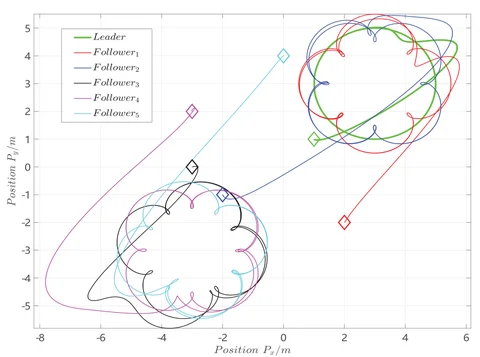 5
4
3
2
1
0
-1
-2
-3
-4
-5
Position Py/m
Leader
Follower1
Follower2
Follower3
Follower4
Follower5
-8 -6 -4 -2 0 2 4 6
Position Px/m